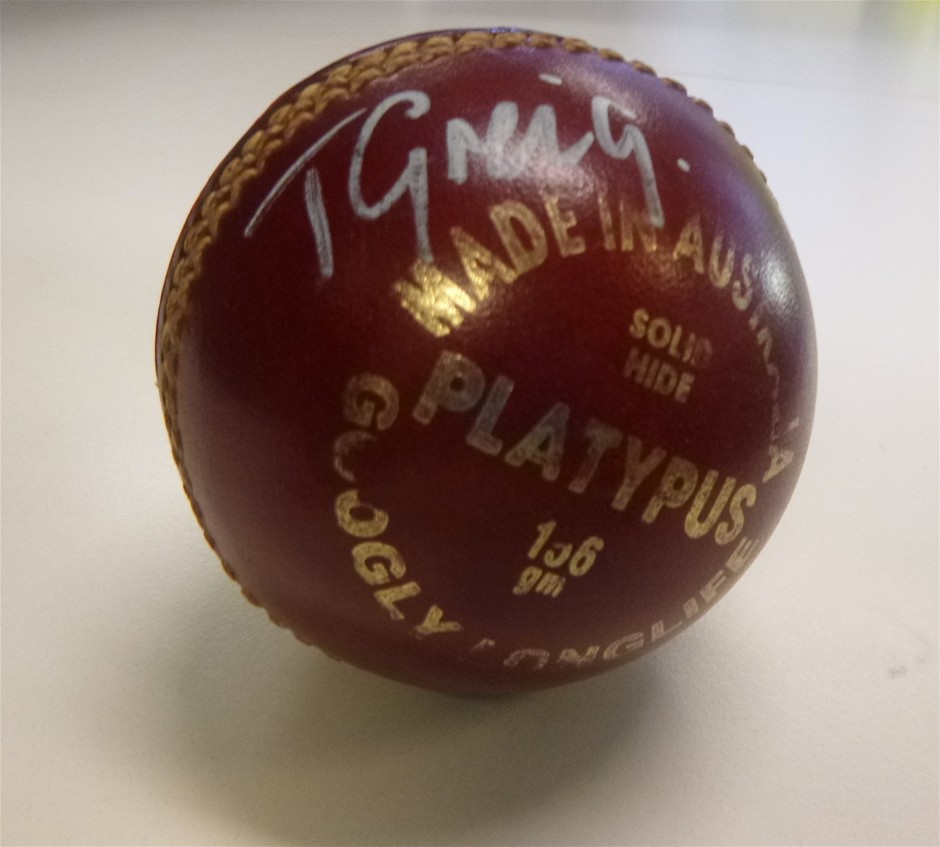 T Greig.
MADE IN AUSTRALIA
SOLID
HIDE
PLATYPUS
156
gm
GOOGLY LONGLIFE